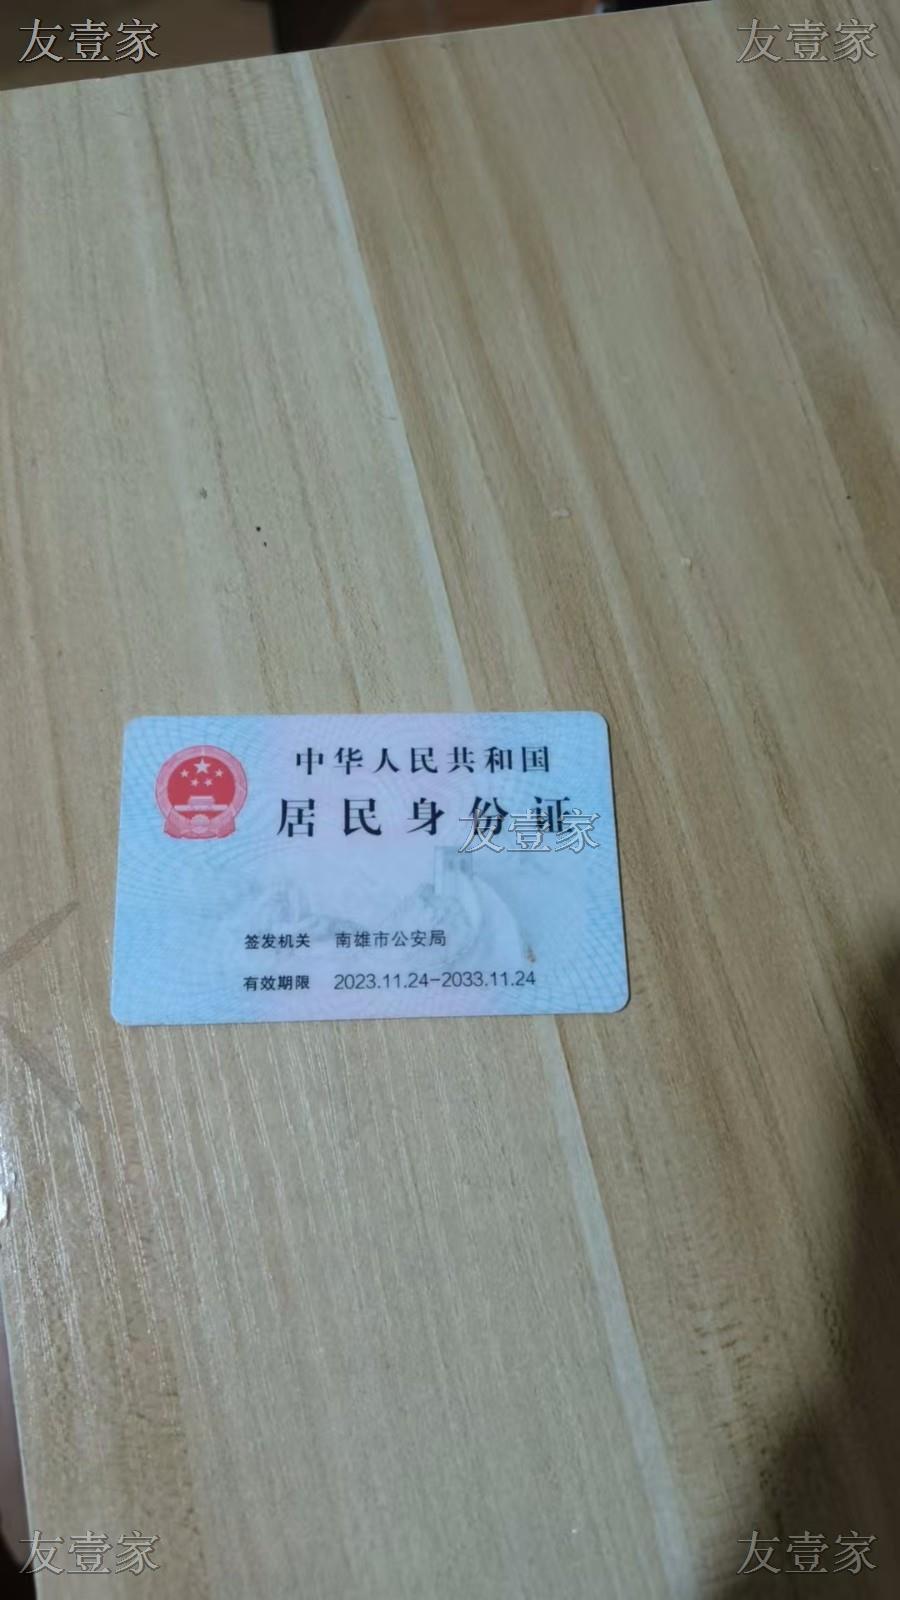 友壹家
友壹家
中华人民共和国
居民身份证
友壹家
签发机关 南雄市公安局
有效期限 2023.11.24-2033.11.24
友壹家
友壹家